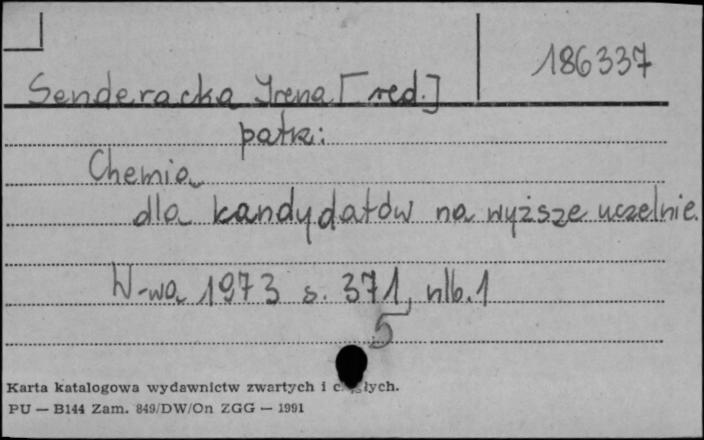 186337
Senderacka Irena [red.]
patrz:
Chemia
dla kandydatów na wyższe uczelnie.
W-wa 1973 s. 371, nlb. 1
5
Karta katalogowa wydawnictw zwartych i
PU — B144 Zam. 849/DW/On ZGG — 1991